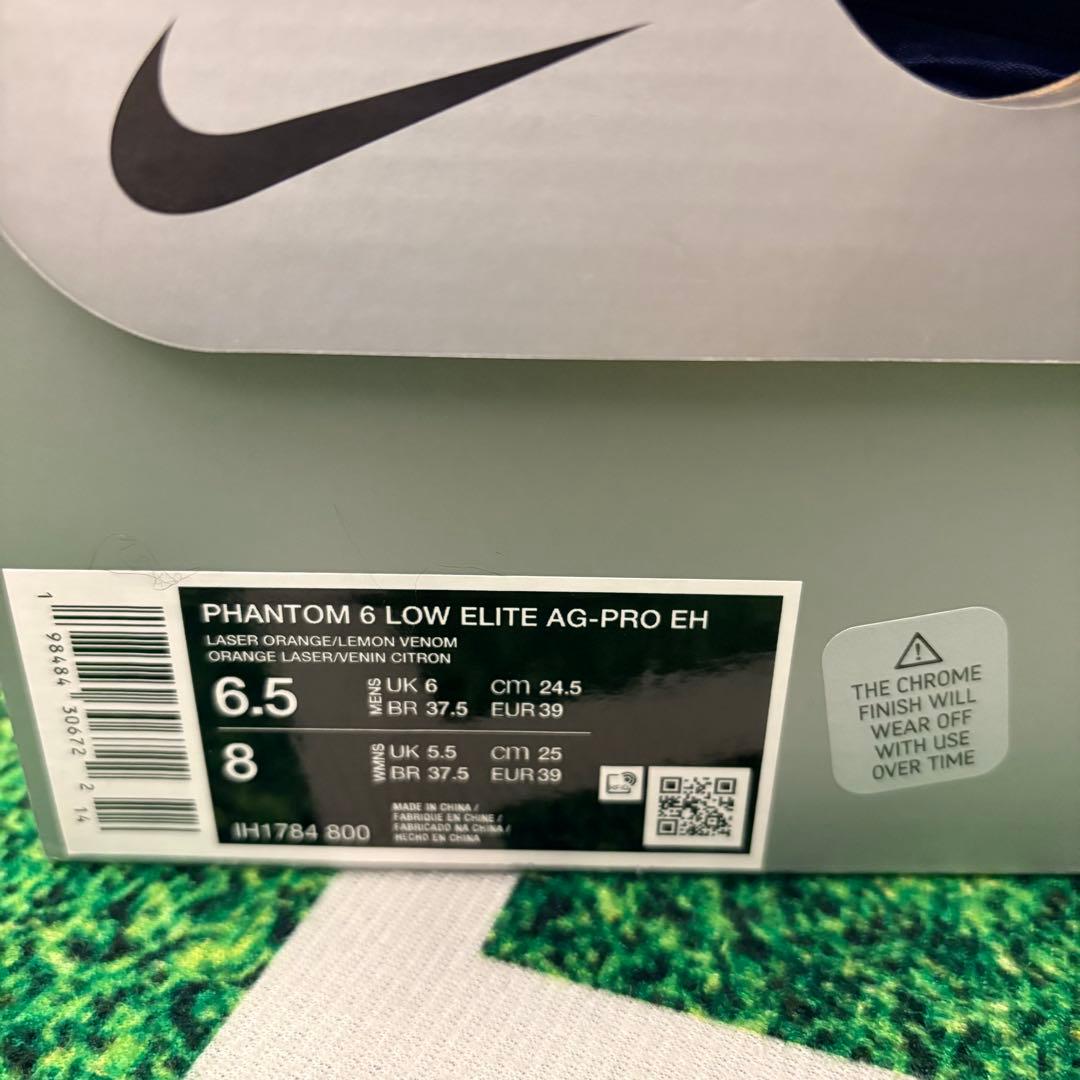 PHANTOM 6 LOW ELITE AG-PRO EH
LASER ORANGE/LEMON VENOM
ORANGE LASER/VENIN CITRON
6.5 MENS UK 6 cm 24.5
BR 37.5 EUR 39
8 WMNS UK 5.5 cm 25
BR 37.5 EUR 39
IH1784 800
MADE IN CHINA /
FABRIQUE EN CHINE /
FABRICADO NA CHINA /
HECHO EN CHINA
1 98484 30672 2 14
THE CHROME
FINISH WILL
WEAR OFF
WITH USE
OVER TIME